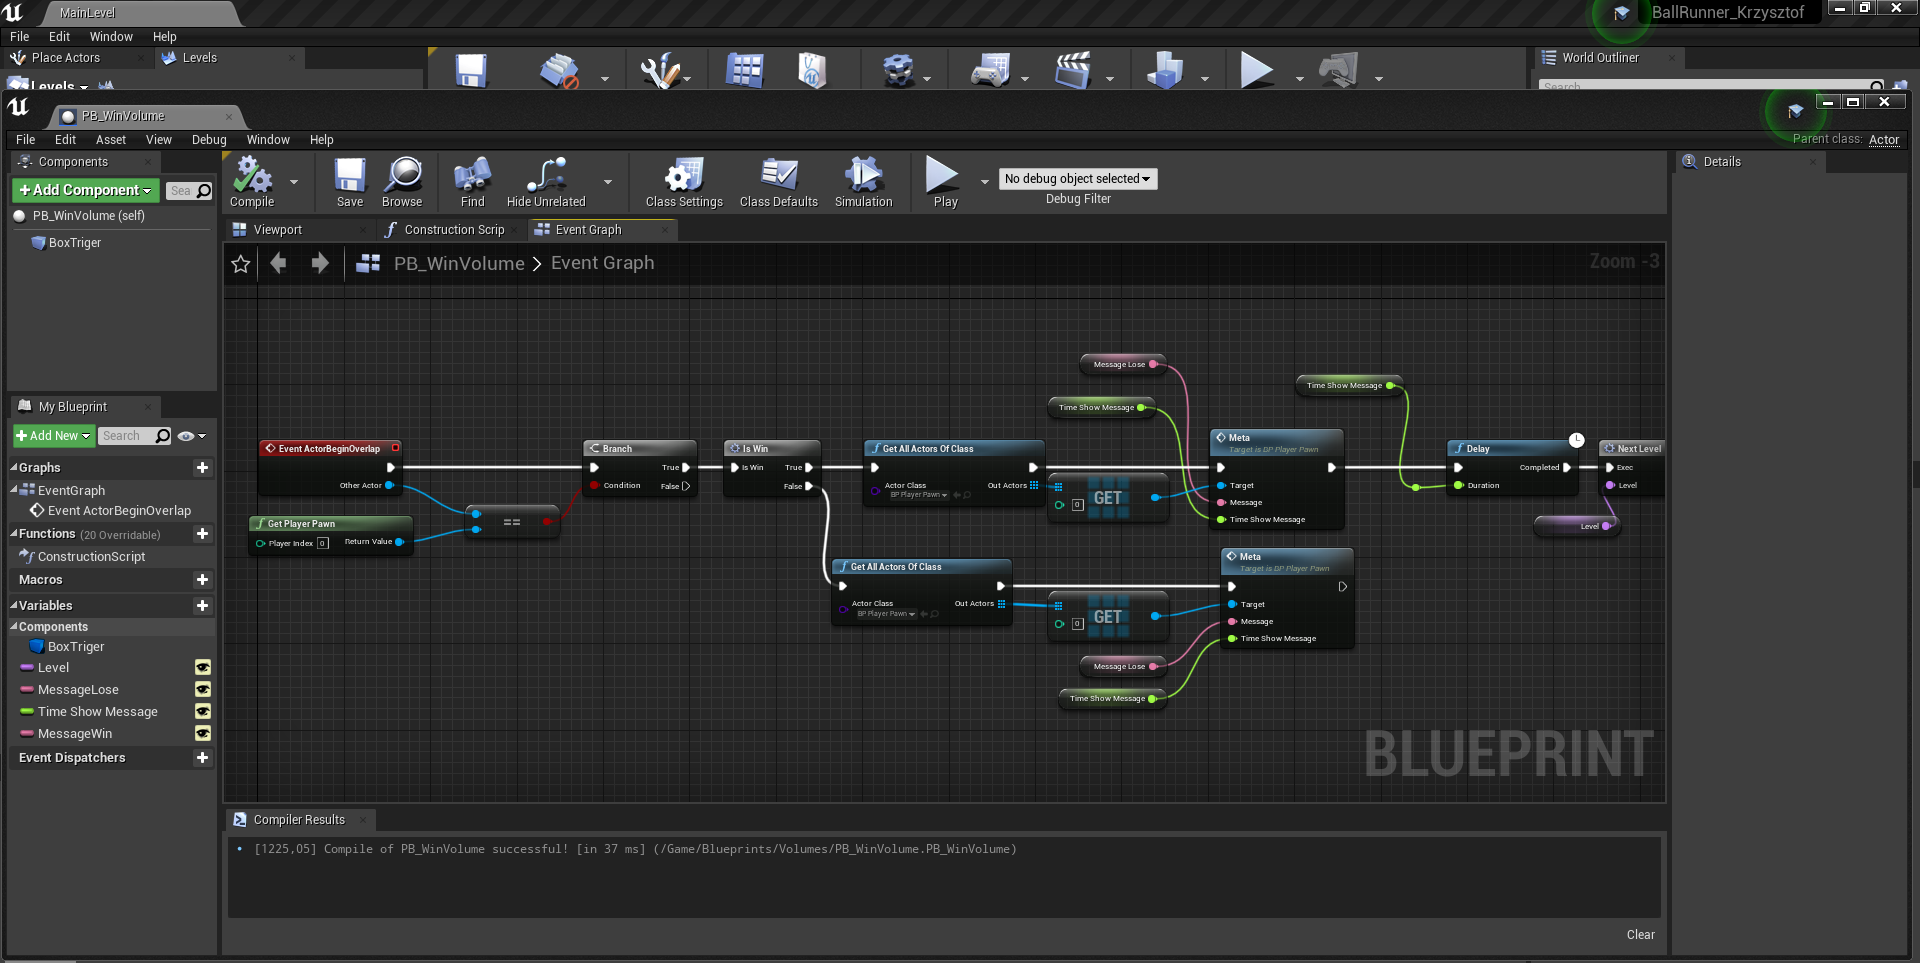 MainLevel
BallRunner_Krzysztof
File Edit Window Help
Place Actors
Levels
World Outliner
Levels
Search
PB_WinVolume
File Edit Asset View Debug Window Help
Parent class: Actor
Components
Add Component
Sea
PB_WinVolume (self)
BoxTriger
Compile
Save
Browse
Find
Hide Unrelated
Class Settings
Class Defaults
Simulation
Play
No debug object selected
Debug Filter
Details
Viewport
Construction Scrip
Event Graph
PB_WinVolume > Event Graph
Zoom -3
My Blueprint
Add New
Search
Graphs
EventGraph
Event ActorBeginOverlap
Functions (20 Overridable)
ConstructionScript
Macros
Variables
Components
BoxTriger
Level
MessageLose
Time Show Message
MessageWin
Event Dispatchers
Event ActorBeginOverlap
Other Actor
Get Player Pawn
Player Index 0
Return Value
==
Branch
True
Condition
False
Is Win
Is Win
True
False
Get All Actors Of Class
Actor Class
BP Player Pawn
Out Actors
GET
0
Message Lose
Time Show Message
Meta
Target is BP Player Pawn
Target
Message
Time Show Message
Time Show Message
Delay
Completed
Duration
Next Level
Exec
Level
Level
Get All Actors Of Class
Actor Class
BP Player Pawn
Out Actors
GET
0
Message Lose
Time Show Message
Meta
Target is BP Player Pawn
Target
Message
Time Show Message
BLUEPRINT
Compiler Results
[1225,05] Compile of PB_WinVolume successful! [in 37 ms] (/Game/Blueprints/Volumes/PB_WinVolume.PB_WinVolume)
Clear